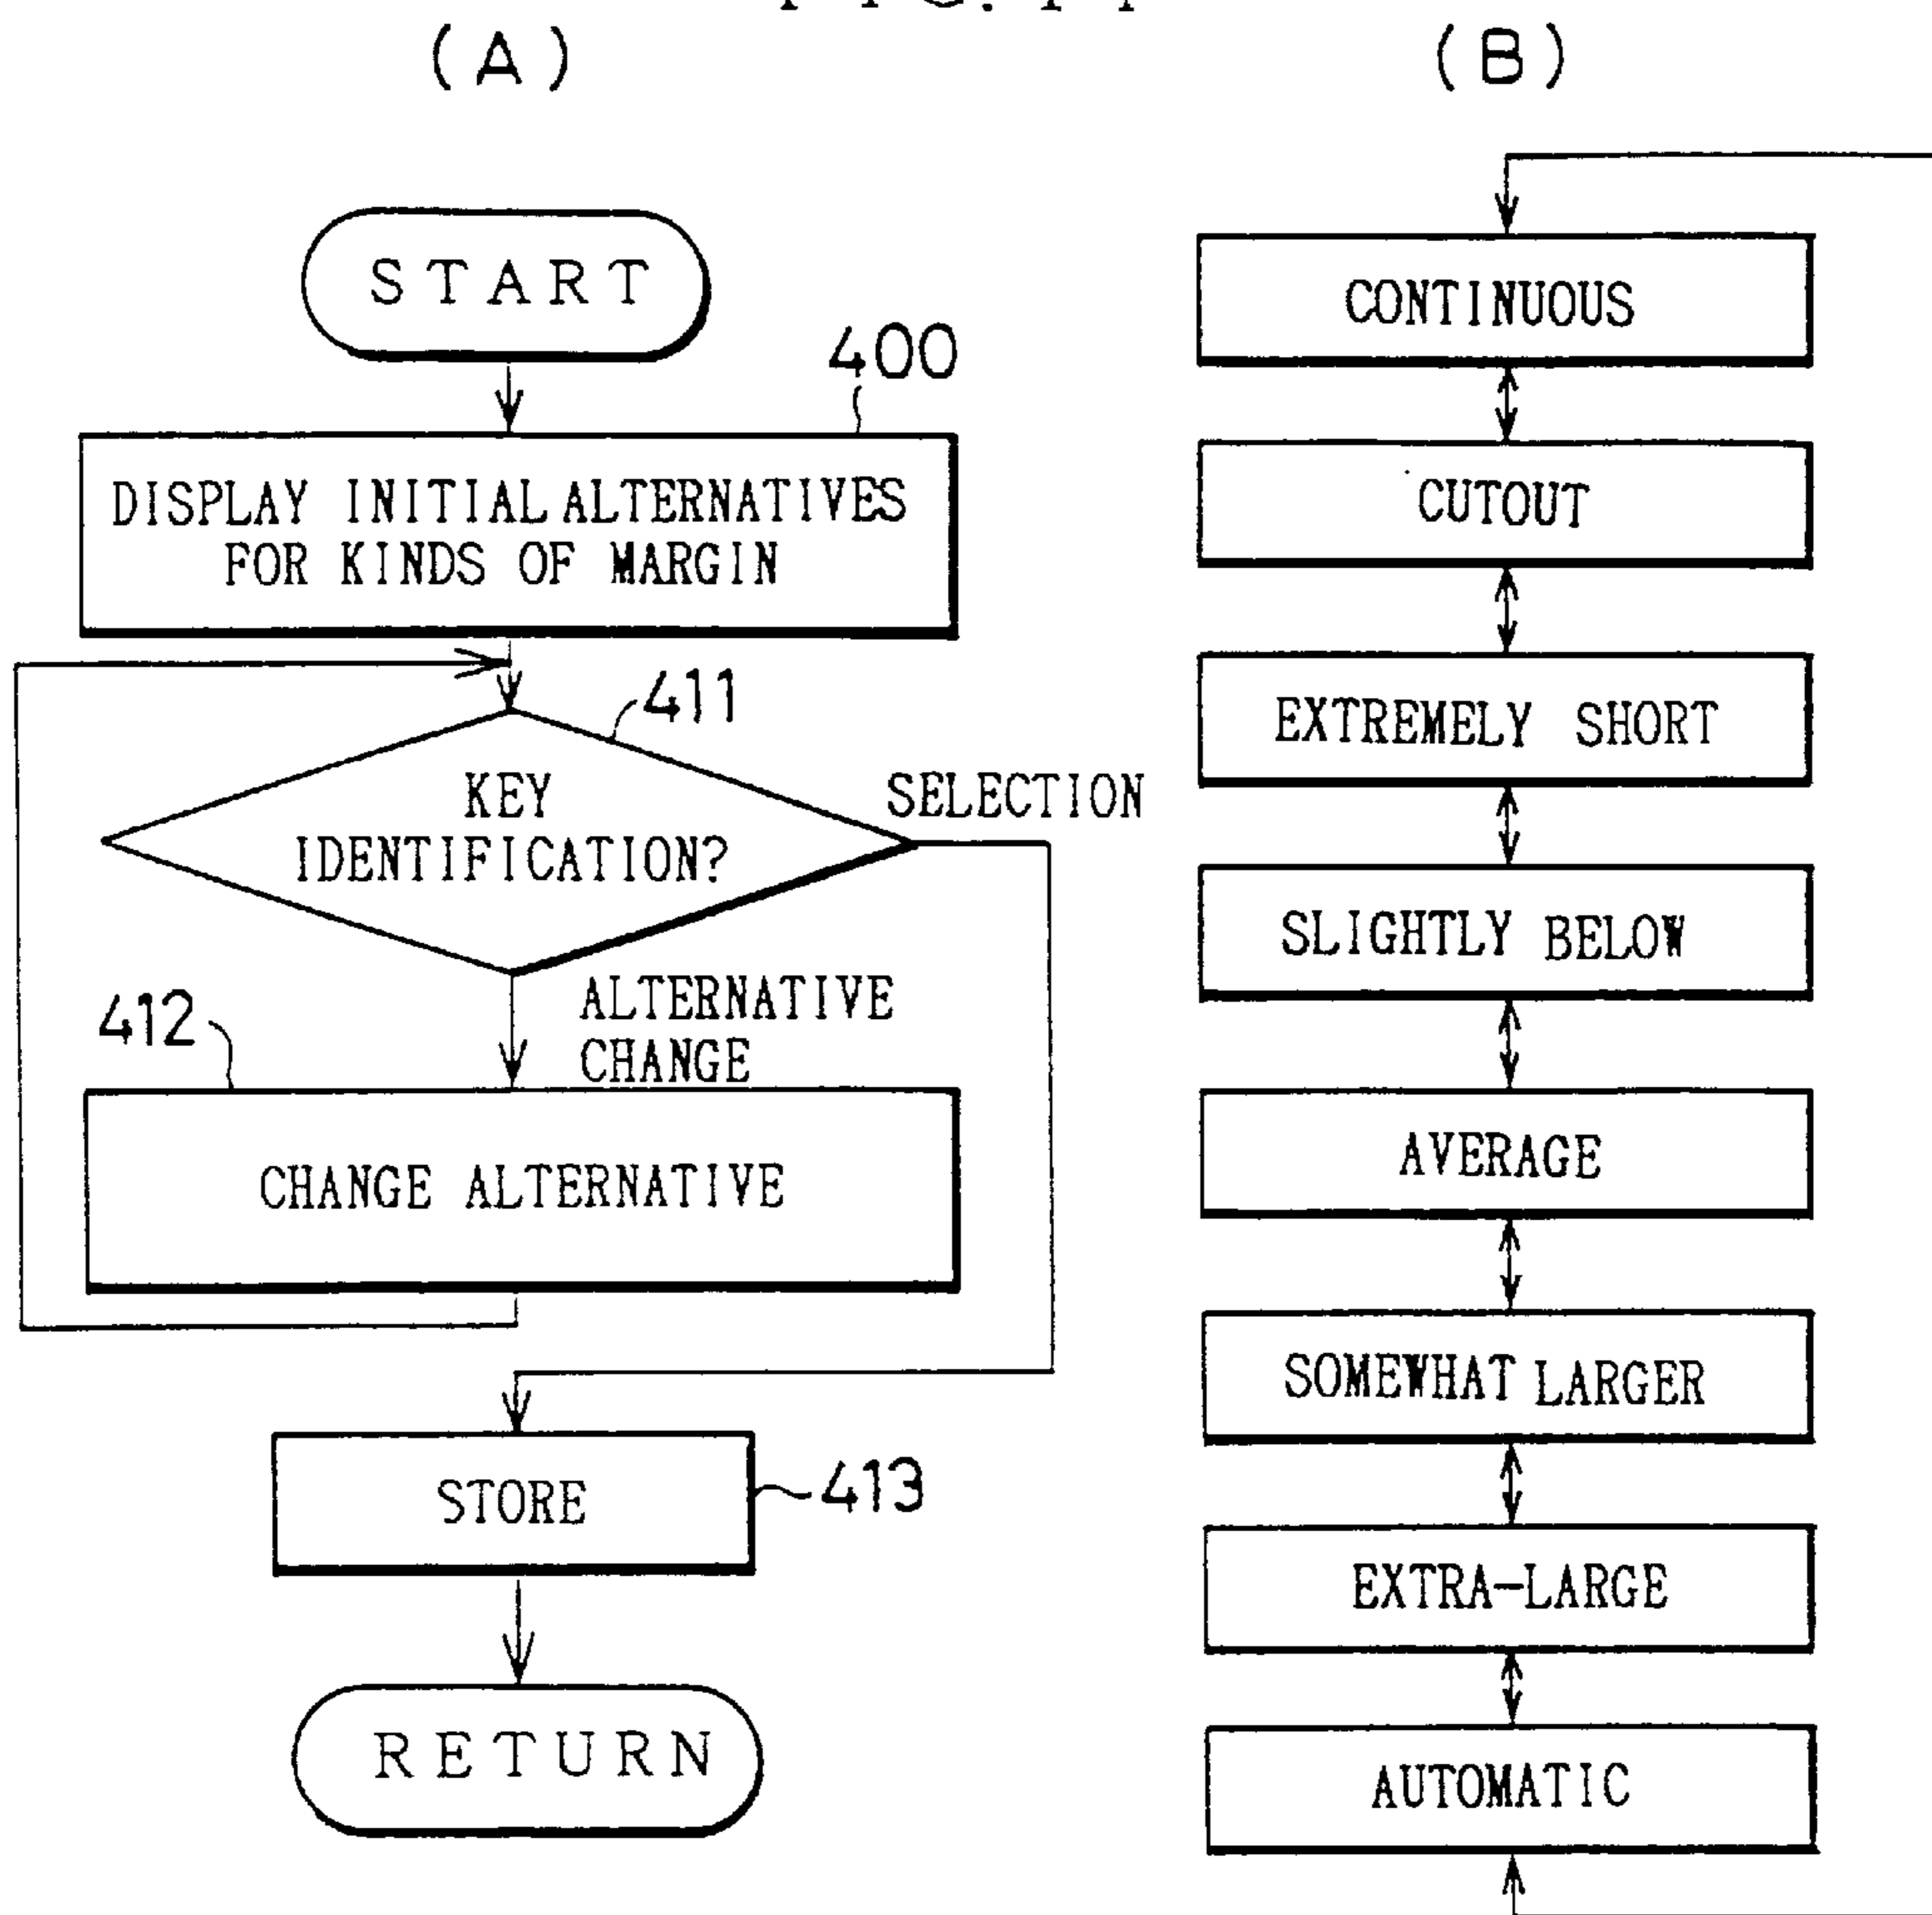 (A)
START
400
DISPLAY INITIAL ALTERNATIVES
FOR KINDS OF MARGIN
411
KEY
IDENTIFICATION?
SELECTION
ALTERNATIVE
CHANGE
412
CHANGE ALTERNATIVE
STORE
413
RETURN
(B)
CONTINUOUS
CUTOUT
EXTREMELY SHORT
SLIGHTLY BELOW
AVERAGE
SOMEWHAT LARGER
EXTRA-LARGE
AUTOMATIC